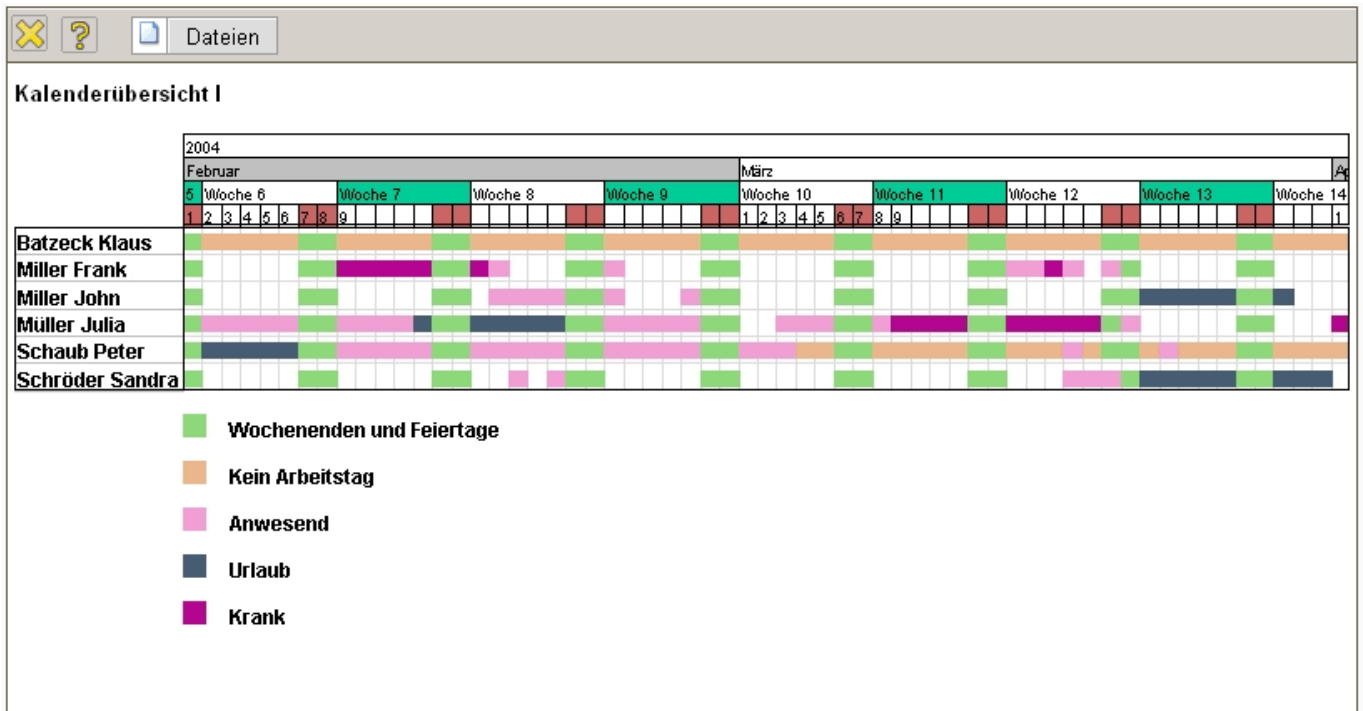 Dateien
Kalenderübersicht I
2004
Februar März Ap
5 Woche 6 Woche 7 Woche 8 Woche 9 Woche 10 Woche 11 Woche 12 Woche 13 Woche 14
1 2 3 4 5 6 7 8 9 1 2 3 4 5 6 7 8 9 1
Batzeck Klaus
Miller Frank
Miller John
Müller Julia
Schaub Peter
Schröder Sandra
Wochenenden und Feiertage
Kein Arbeitstag
Anwesend
Urlaub
Krank